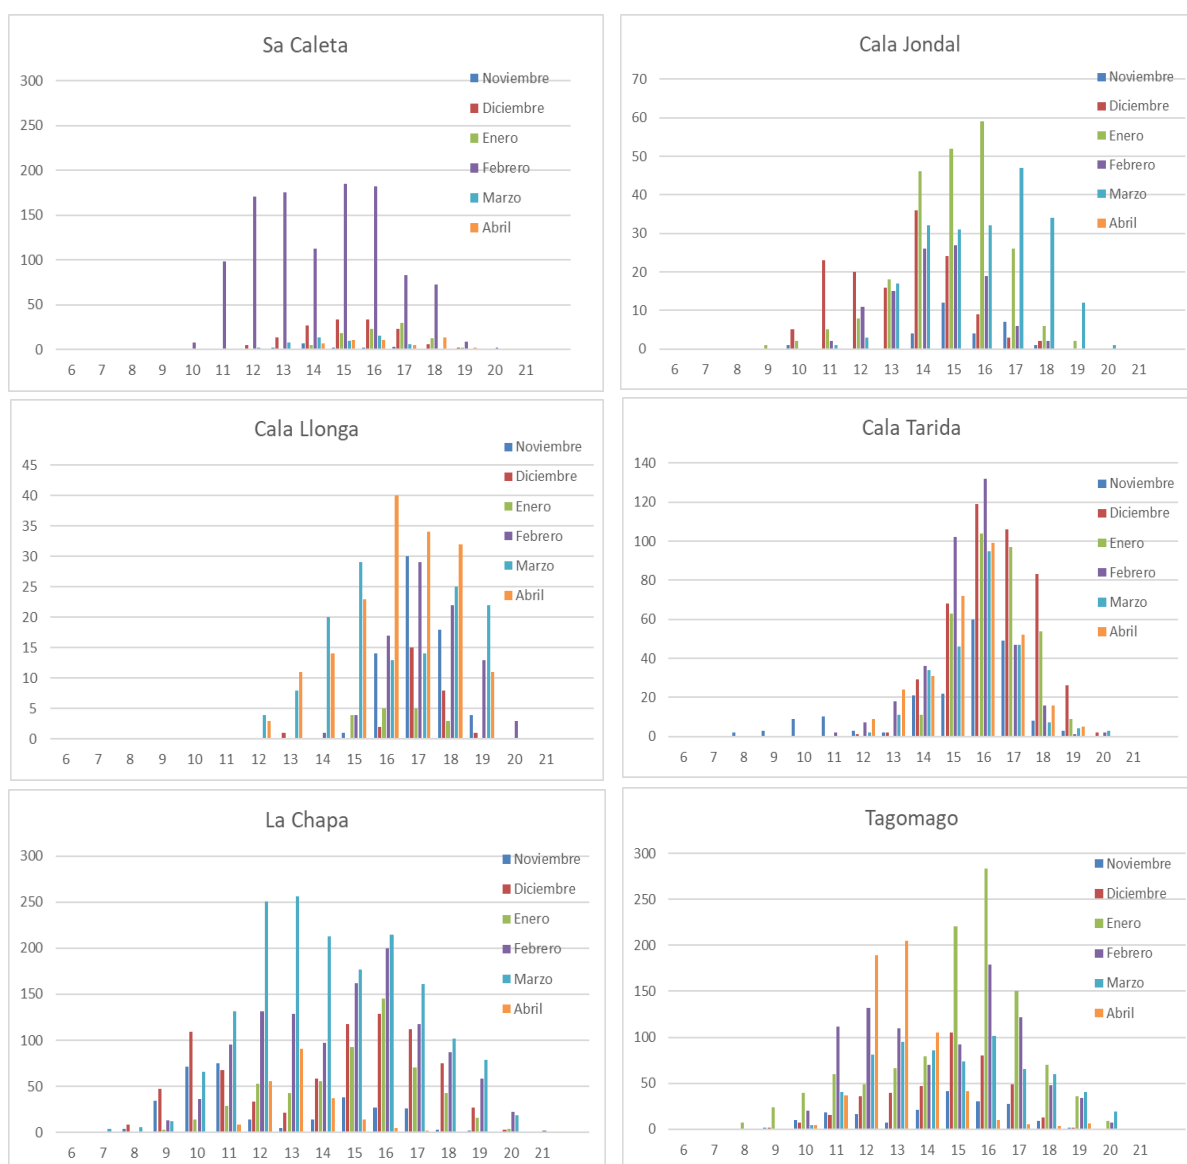 Sa Caleta
300
250
200
150
100
50
0
6 7 8 9 10 11 12 13 14 15 16 17 18 19 20 21
Noviembre
Diciembre
Enero
Febrero
Marzo
Abril
Cala Jondal
70
60
50
40
30
20
10
0
6 7 8 9 10 11 12 13 14 15 16 17 18 19 20 21
Noviembre
Diciembre
Enero
Febrero
Marzo
Abril
Cala Llonga
45
40
35
30
25
20
15
10
5
0
6 7 8 9 10 11 12 13 14 15 16 17 18 19 20 21
Noviembre
Diciembre
Enero
Febrero
Marzo
Abril
Cala Tarida
140
120
100
80
60
40
20
0
6 7 8 9 10 11 12 13 14 15 16 17 18 19 20 21
Noviembre
Diciembre
Enero
Febrero
Marzo
Abril
La Chapa
300
250
200
150
100
50
0
6 7 8 9 10 11 12 13 14 15 16 17 18 19 20 21
Noviembre
Diciembre
Enero
Febrero
Marzo
Abril
Tagomago
300
250
200
150
100
50
0
6 7 8 9 10 11 12 13 14 15 16 17 18 19 20 21
Noviembre
Diciembre
Enero
Febrero
Marzo
Abril